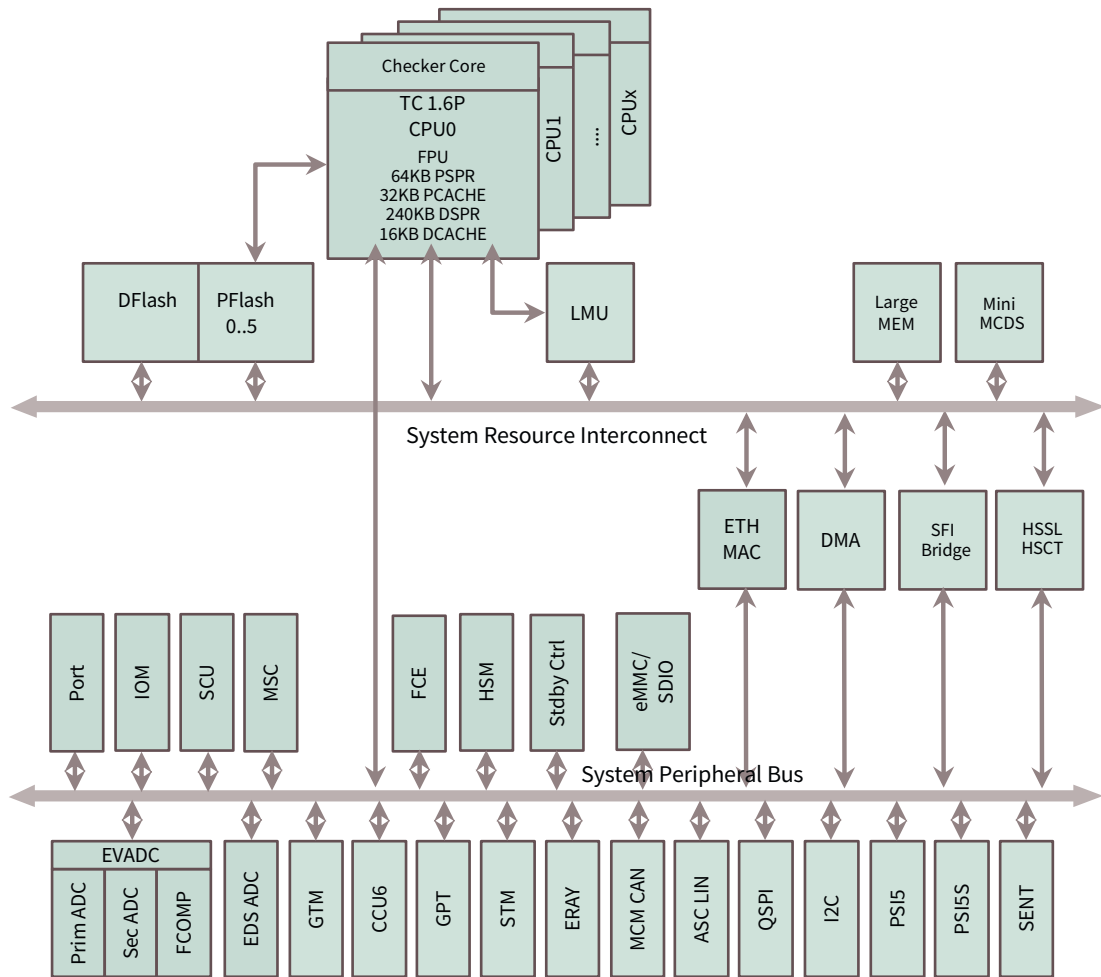 Checker Core
TC 1.6P
CPU0
FPU
64KB PSPR
32KB PCACHE
240KB DSPR
16KB DCACHE
CPU1
....
CPUx
DFlash
PFlash
0..5
LMU
Large
MEM
Mini
MCDS
System Resource Interconnect
ETH
MAC
DMA
SFI
Bridge
HSSL
HSCT
Port
IOM
SCU
MSC
FCE
HSM
Stdby Ctrl
eMMC/
SDIO
System Peripheral Bus
EVADC
Prim ADC
Sec ADC
FCOMP
EDS ADC
GTM
CCU6
GPT
STM
ERAY
MCM CAN
ASC LIN
QSPI
I2C
PSI5
PSI5S
SENT